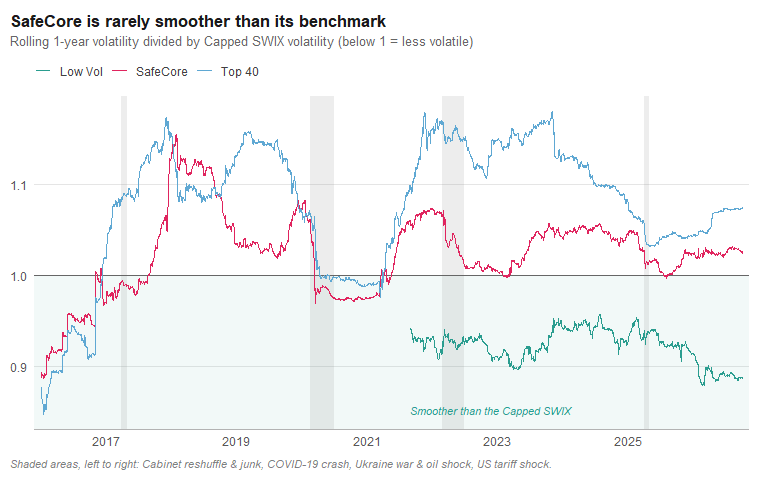 SafeCore is rarely smoother than its benchmark
Rolling 1-year volatility divided by Capped SWIX volatility (below 1 = less volatile)
Low Vol SafeCore Top 40
1.1
1.0
0.9
Smoother than the Capped SWIX
2017 2019 2021 2023 2025
Shaded areas, left to right: Cabinet reshuffle & junk, COVID-19 crash, Ukraine war & oil shock, US tariff shock.